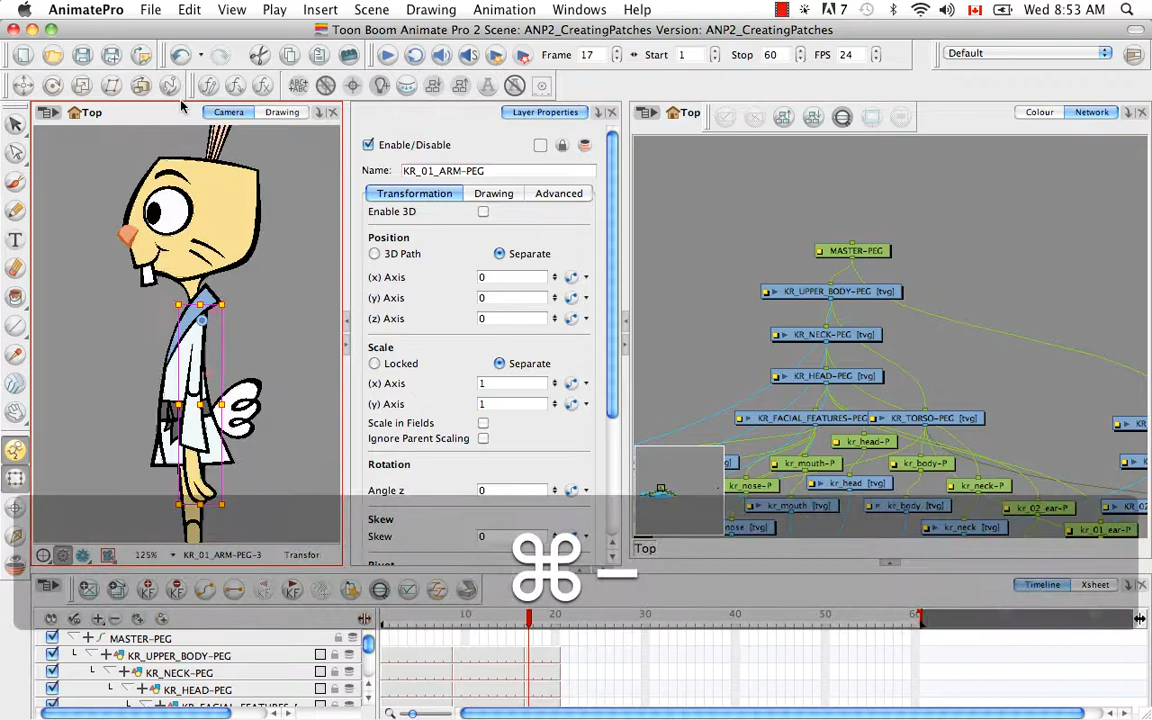 AnimatePro File Edit View Play Insert Scene Drawing Animation Windows Help 7 Wed 8:53 AM
Toon Boom Animate Pro 2 Scene: ANP2_CreatingPatches Version: ANP2_CreatingPatches
Frame 17 Start 1 Stop 60 FPS 24 Default
Top Camera Drawing
Layer Properties
Top Colour Network
Enable/Disable
Name: KR_01_ARM-PEG
Transformation Drawing Advanced
Enable 3D
Position
3D Path Separate
(x) Axis 0
(y) Axis 0
(z) Axis 0
Scale
Locked Separate
(x) Axis 1
(y) Axis 1
Scale in Fields
Ignore Parent Scaling
Rotation
Angle z 0
Skew
Skew 0
Pivot
MASTER-PEG
KR_UPPER_BODY-PEG [tvg]
KR_NECK-PEG [tvg]
KR_HEAD-PEG [tvg]
KR_FACIAL_FEATURES-PEG KR_TORSO-PEG [tvg]
kr_head-P
kr_mouth-P kr_body-P
kr_nose-P kr_head [tvg] kr_neck-P
kr_mouth [tvg] kr_body [tvg] kr_02_ear-P
nose [tvg] kr_neck [tvg] kr_01_ear-P
Top
125% KR_01_ARM-PEG-3 Transfor
⌘ –
Timeline Xsheet
10 20 30 40 50 60
MASTER-PEG
KR_UPPER_BODY-PEG
KR_NECK-PEG
KR_HEAD-PEG